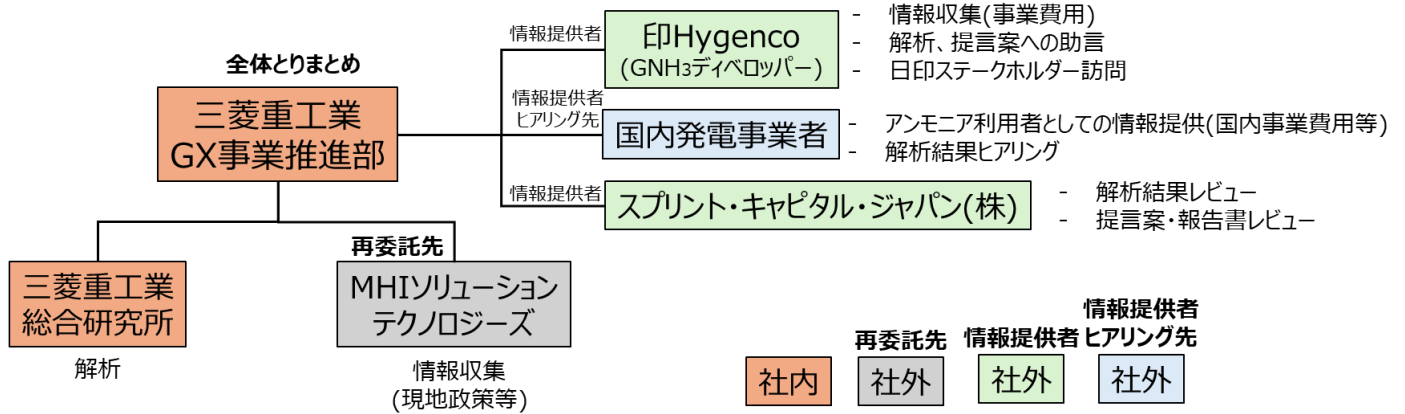 全体とりまとめ
三菱重工業
GX事業推進部
三菱重工業
総合研究所
解析
再委託先
MHIソリューション
テクノロジーズ
情報収集
(現地政策等)
情報提供者
印Hygenco
(GNH3ディベロッパー)
- 情報収集(事業費用)
- 解析、提言案への助言
- 日印ステークホルダー訪問
情報提供者
ヒアリング先
国内発電事業者
- アンモニア利用者としての情報提供(国内事業費用等)
- 解析結果ヒアリング
情報提供者
スプリント・キャピタル・ジャパン(株)
- 解析結果レビュー
- 提言案・報告書レビュー
社内
再委託先
社外
情報提供者
社外
情報提供者
ヒアリング先
社外